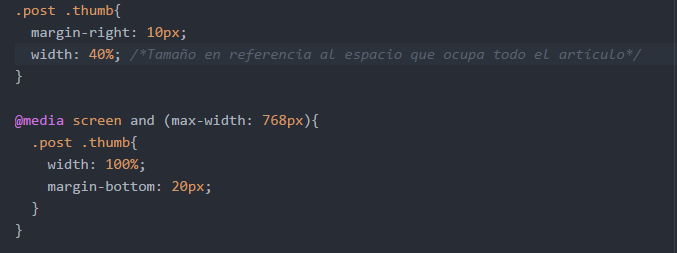 .post .thumb{
margin-right: 10px;
width: 40%; /*Tamaño en referencia al espacio que ocupa todo el artículo*/
}
@media screen and (max-width: 768px){
.post .thumb{
width: 100%;
margin-bottom: 20px;
}
}